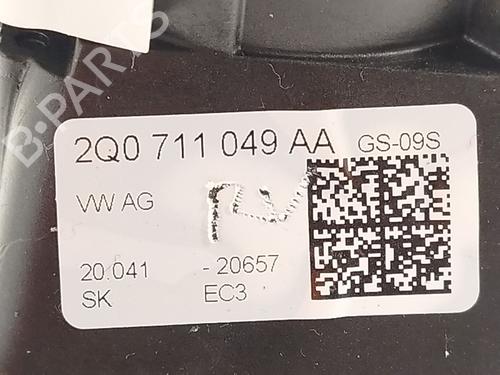 B-PARTS
2Q0 711 049 AA GS-09S
VW AG
20.041 - 20657
SK EC3